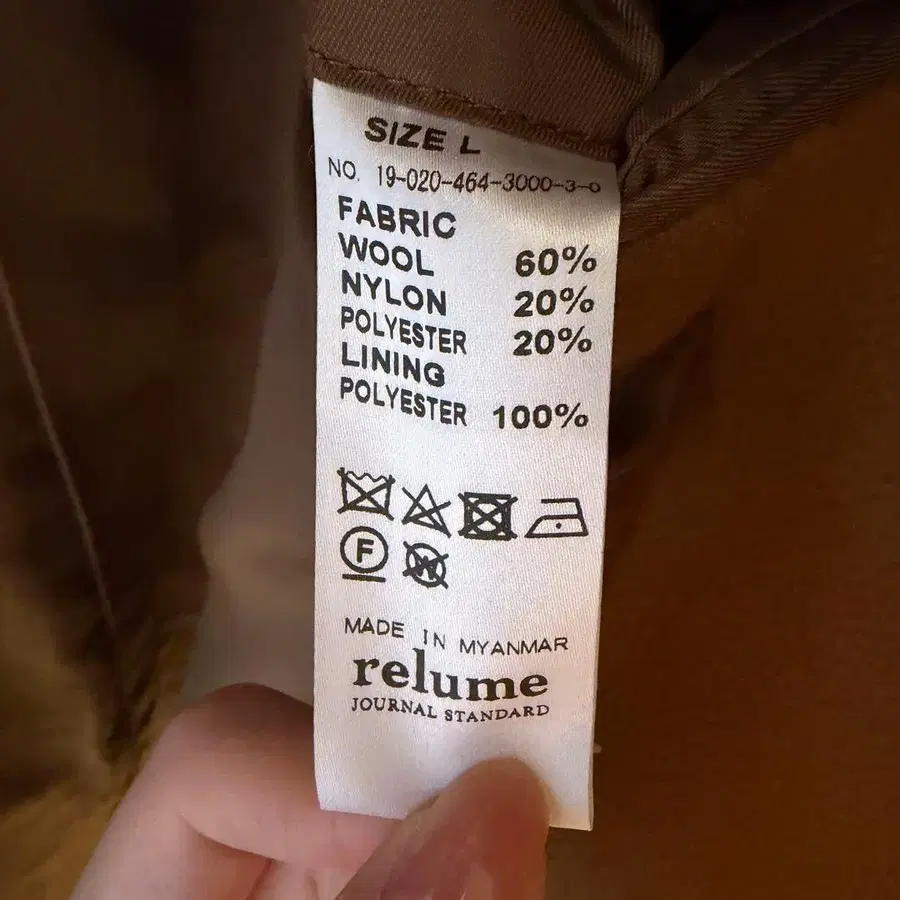 SIZE L
NO. 19-020-464-3000-3-0
FABRIC
WOOL 60%
NYLON 20%
POLYESTER 20%
LINING
POLYESTER 100%
F W
MADE IN MYANMAR
relume
JOURNAL STANDARD